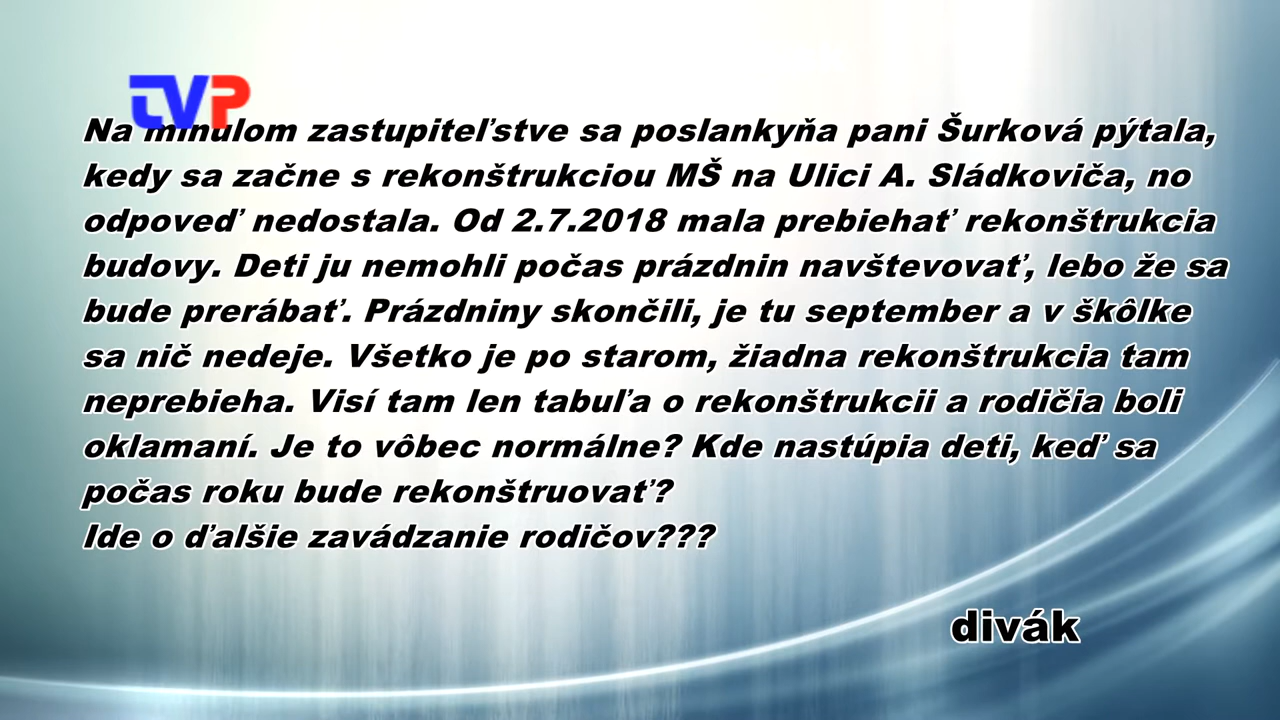 TVP
Na minulom zastupiteľstve sa poslankyňa pani Šurková pýtala,
kedy sa začne s rekonštrukciou MŠ na Ulici A. Sládkoviča, no
odpoveď nedostala. Od 2.7.2018 mala prebiehať rekonštrukcia
budovy. Deti ju nemohli počas prázdnin navštevovať, lebo že sa
bude prerábať. Prázdniny skončili, je tu september a v škôlke
sa nič nedeje. Všetko je po starom, žiadna rekonštrukcia tam
neprebieha. Visí tam len tabuľa o rekonštrukcii a rodičia boli
oklamaní. Je to vôbec normálne? Kde nastúpia deti, keď sa
počas roku bude rekonštruovať?
Ide o ďalšie zavádzanie rodičov???
divák